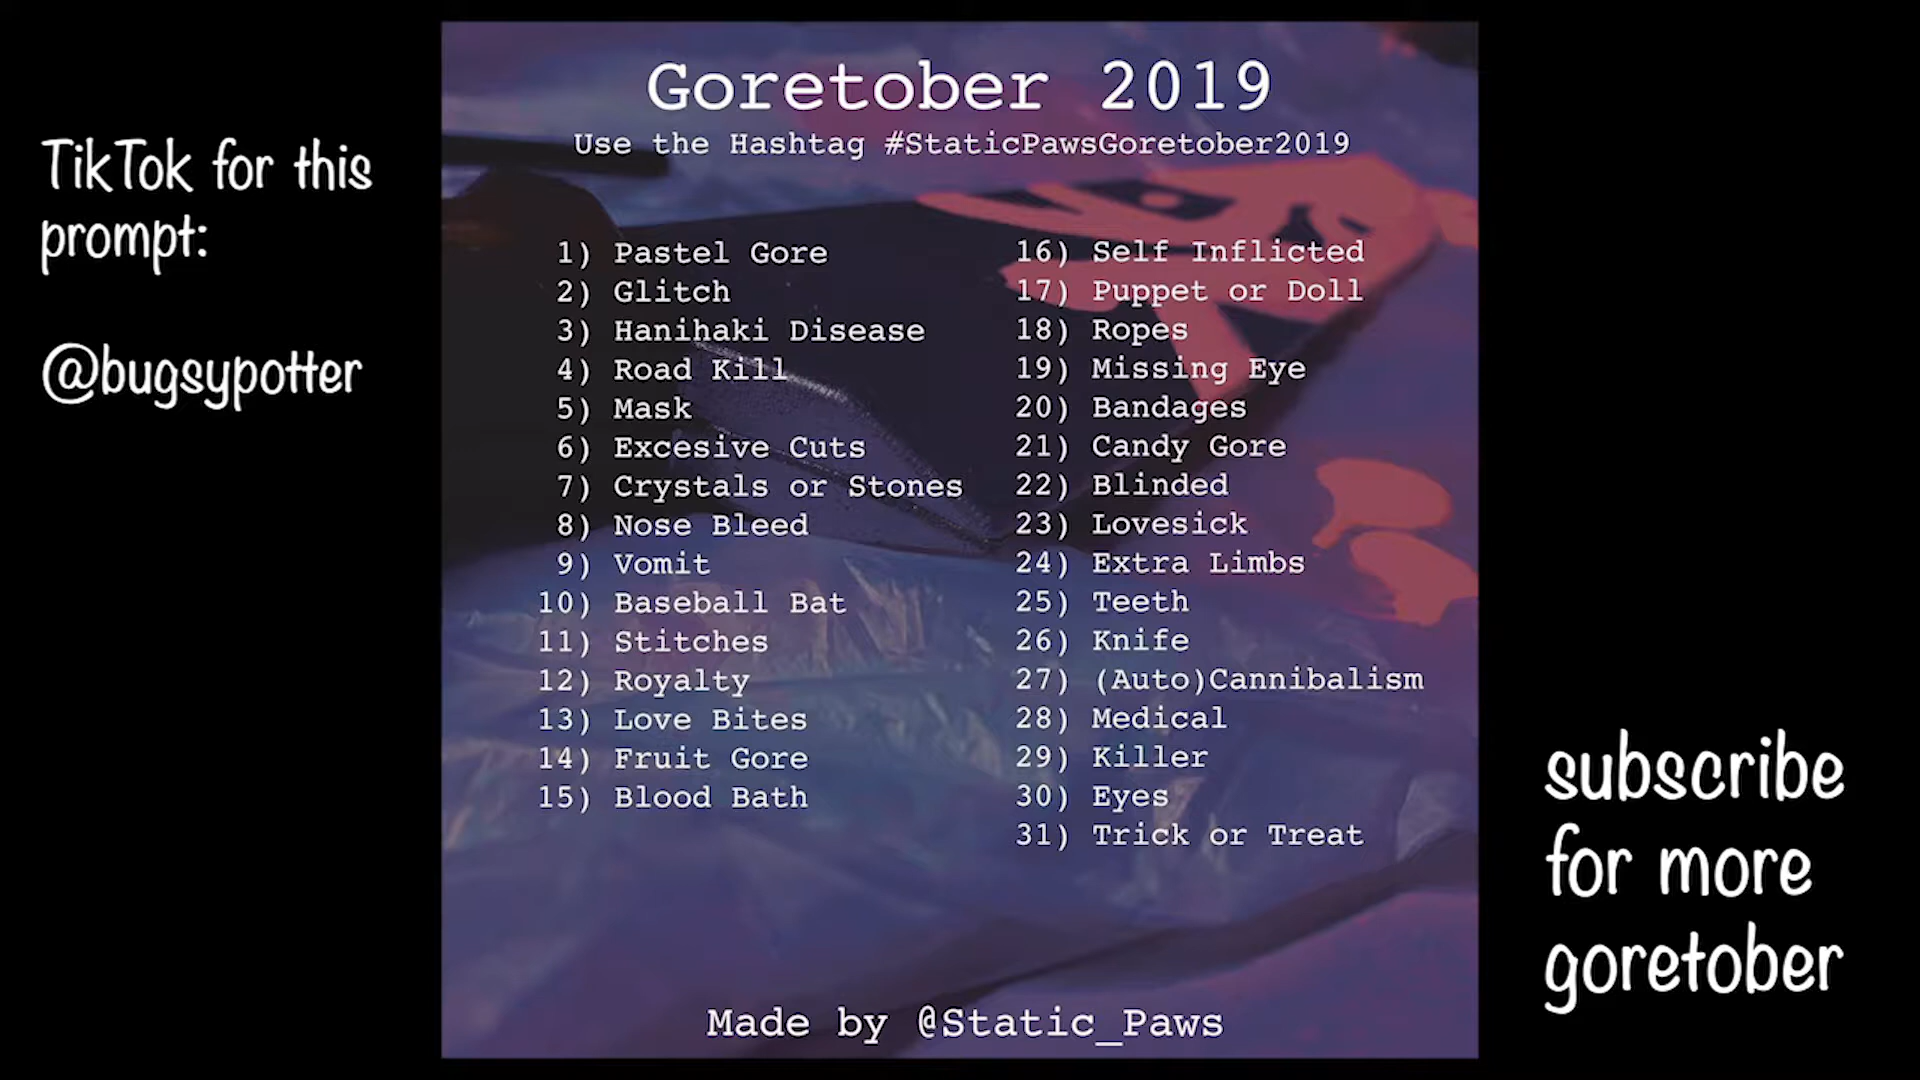 TikTok for this
prompt:
@bugsypotter
Goretober 2019
Use the Hashtag #StaticPawsGoretober2019
1) Pastel Gore
2) Glitch
3) Hanihaki Disease
4) Road Kill
5) Mask
6) Excesive Cuts
7) Crystals or Stones
8) Nose Bleed
9) Vomit
10) Baseball Bat
11) Stitches
12) Royalty
13) Love Bites
14) Fruit Gore
15) Blood Bath
16) Self Inflicted
17) Puppet or Doll
18) Ropes
19) Missing Eye
20) Bandages
21) Candy Gore
22) Blinded
23) Lovesick
24) Extra Limbs
25) Teeth
26) Knife
27) (Auto)Cannibalism
28) Medical
29) Killer
30) Eyes
31) Trick or Treat
Made by @Static_Paws
subscribe
for more
goretober